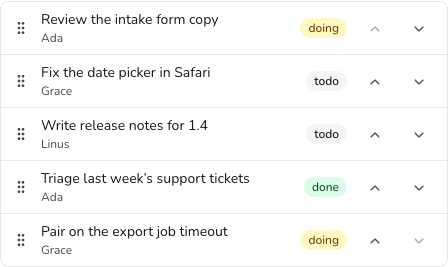 Review the intake form copy
Ada
doing
Fix the date picker in Safari
Grace
todo
Write release notes for 1.4
Linus
todo
Triage last week’s support tickets
Ada
done
Pair on the export job timeout
Grace
doing